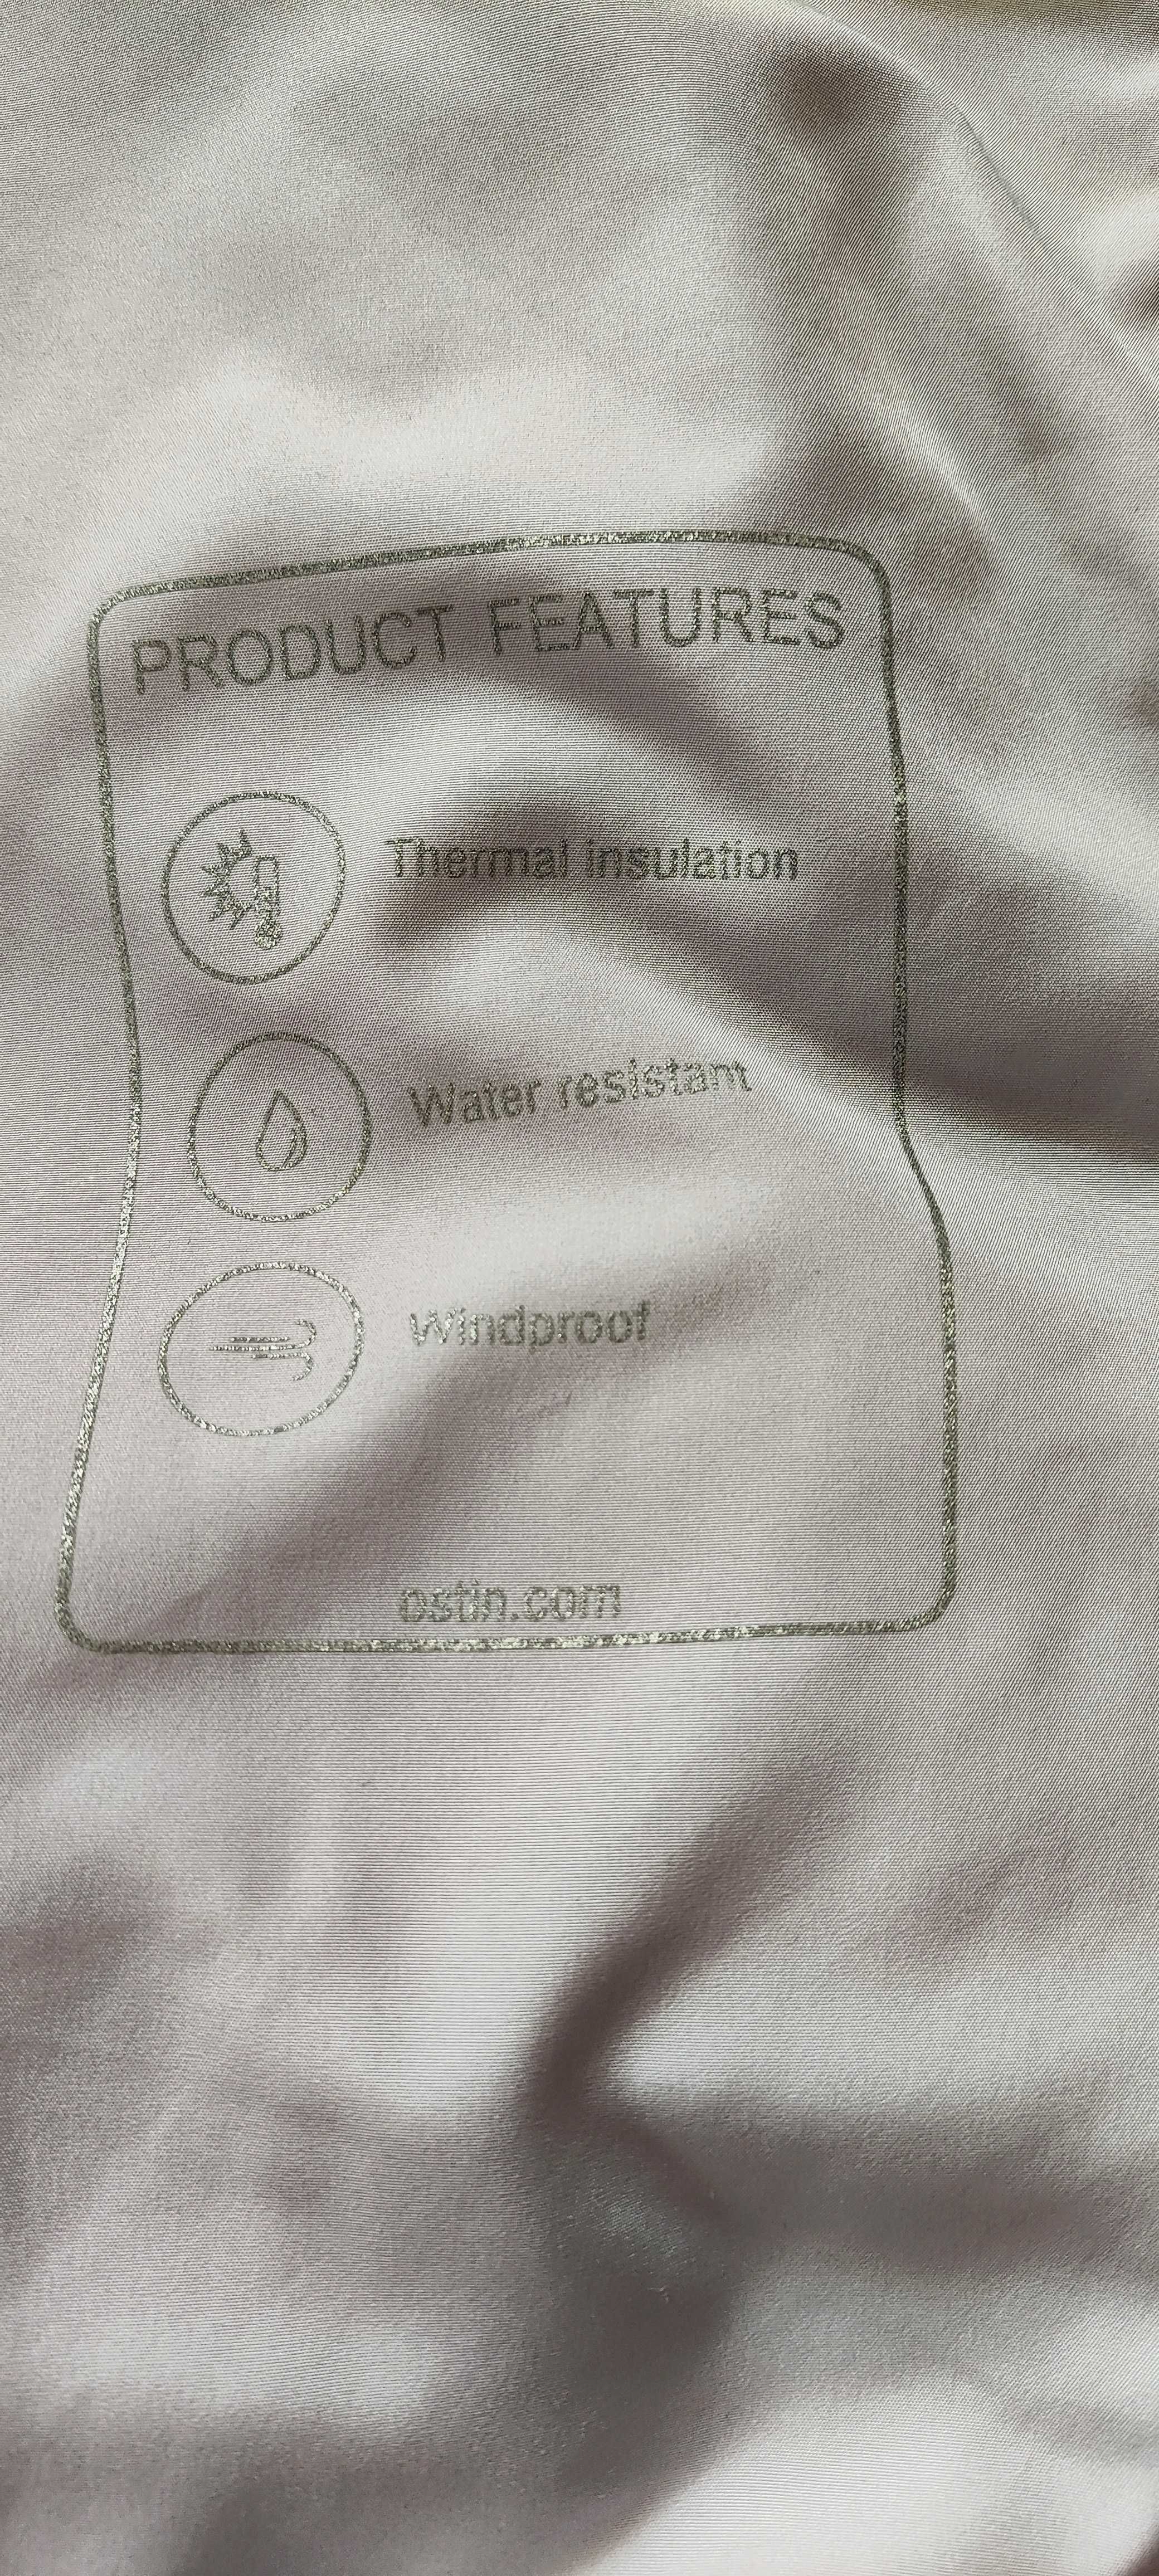 PRODUCT FEATURES
Thermal insulation
Water resistant
Windproof
ostin.com